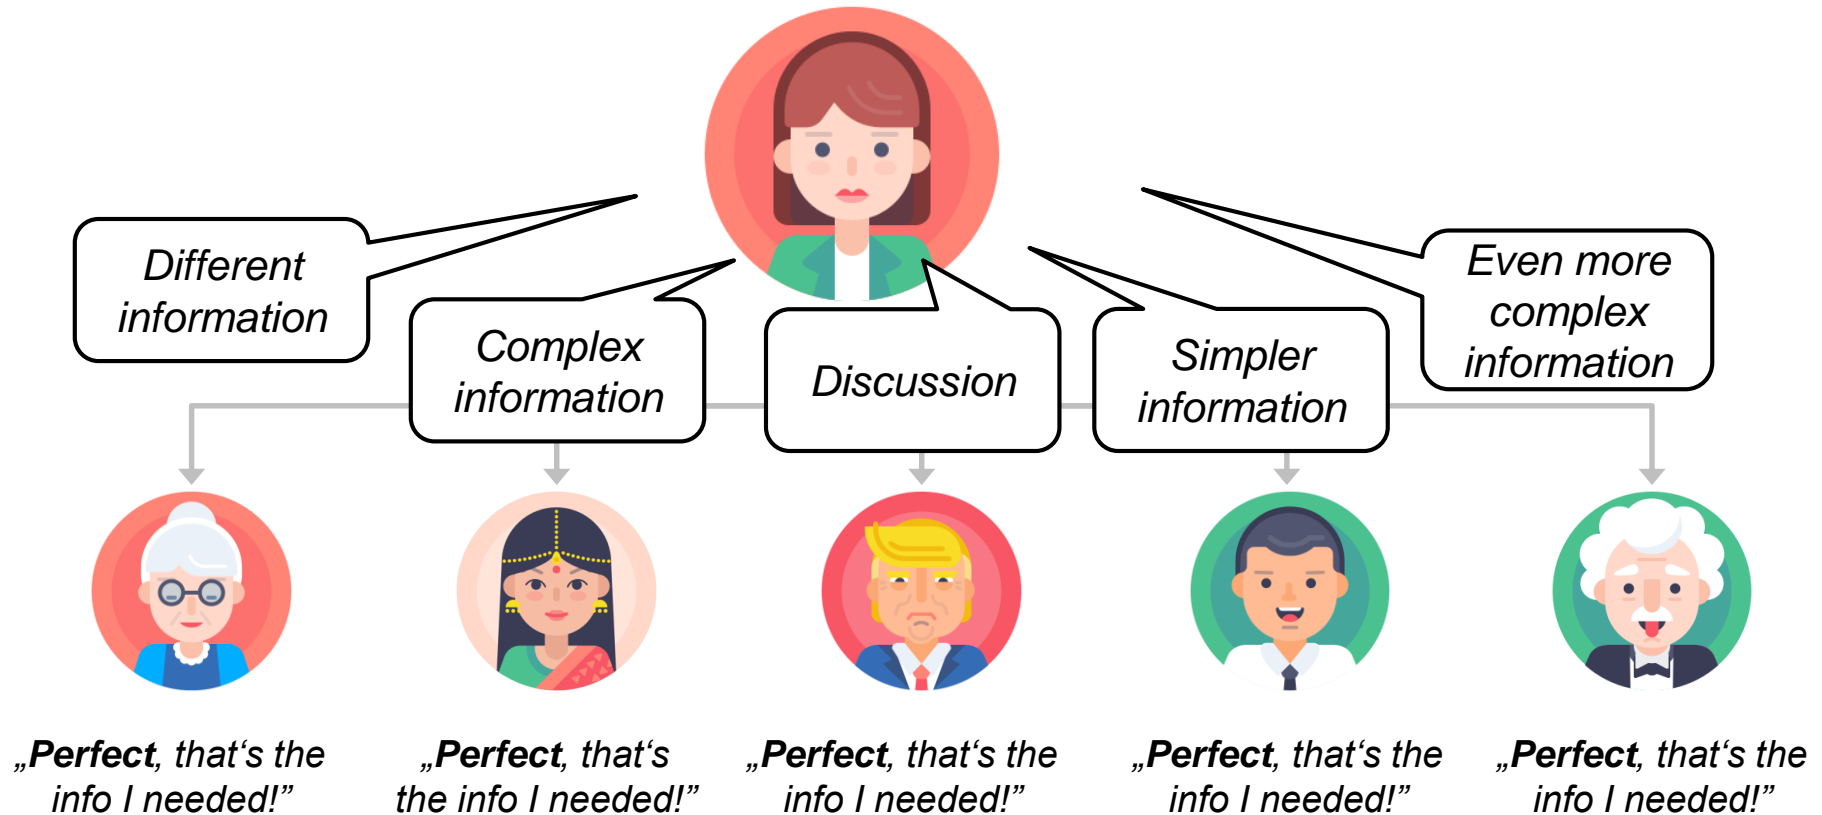 Different
information
Complex
information
Discussion
Simpler
information
Even more
complex
information
„Perfect, that‘s the
info I needed!”
„Perfect, that‘s
the info I needed!”
„Perfect, that‘s the
info I needed!”
„Perfect, that‘s the
info I needed!”
„Perfect, that‘s the
info I needed!”